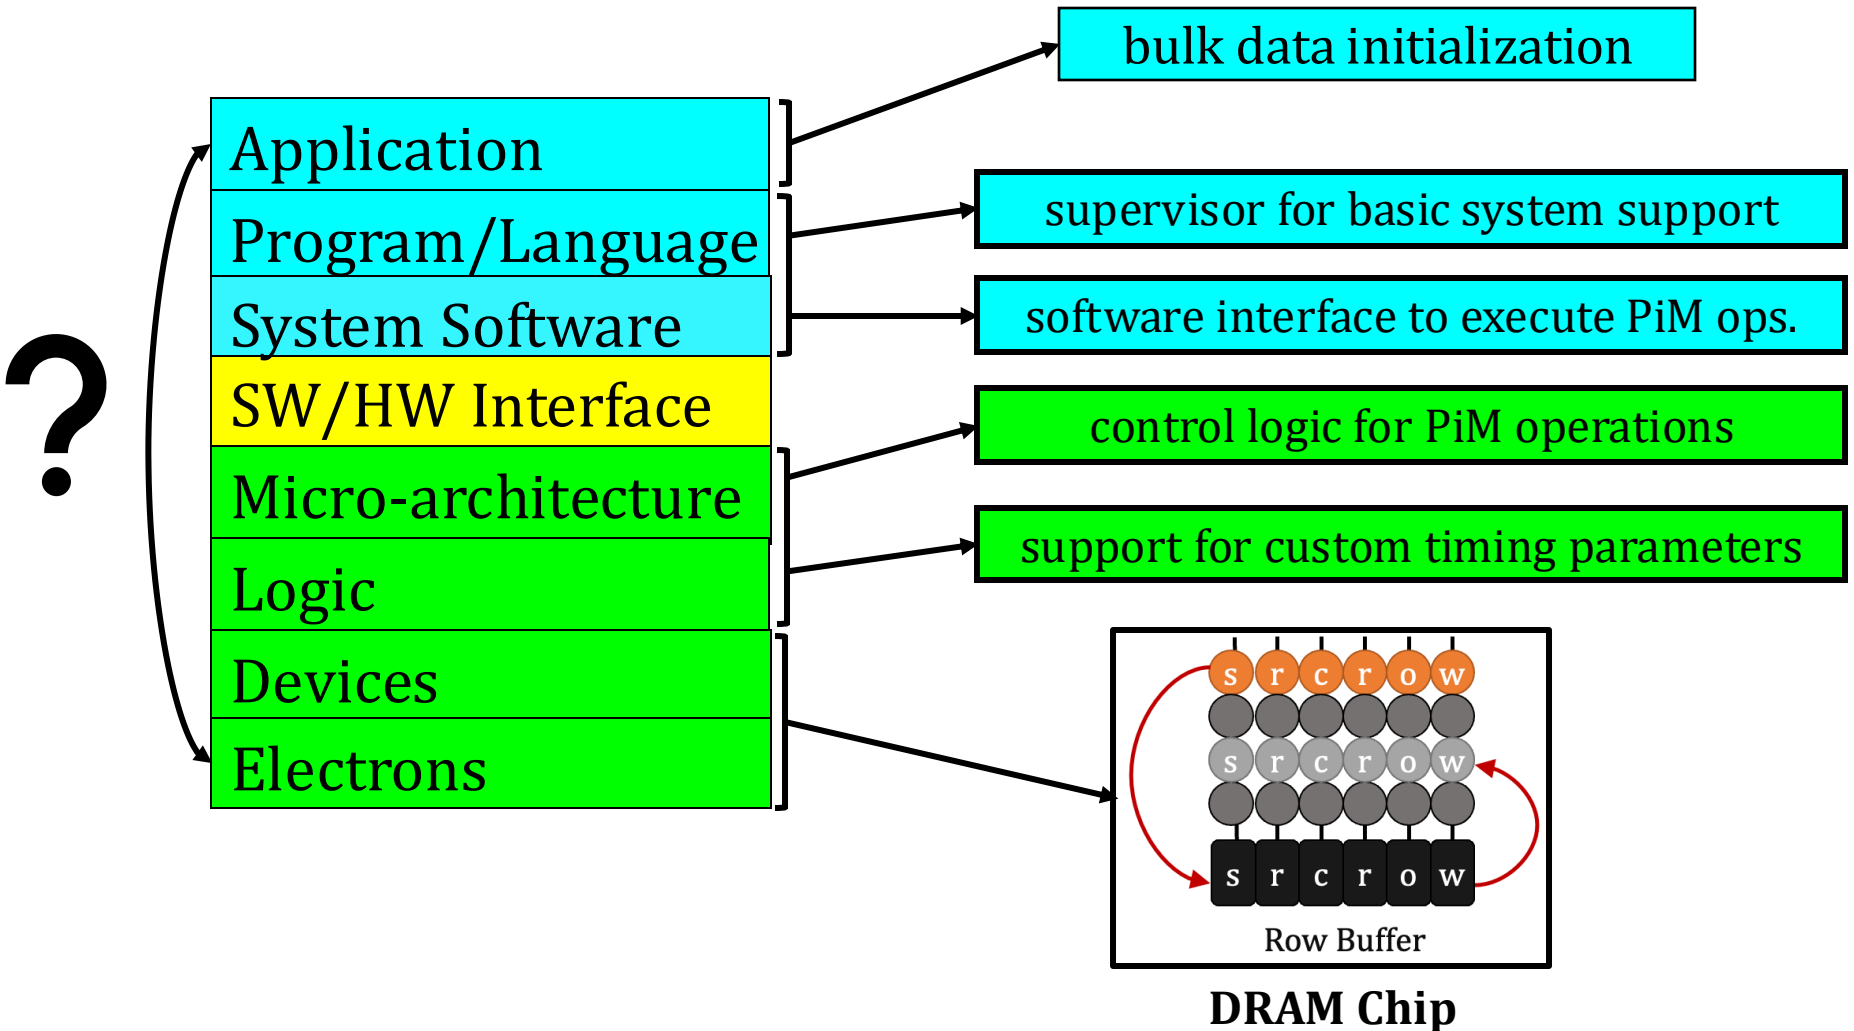 bulk data initialization
Application
supervisor for basic system support
Program/Language
software interface to execute PiM ops.
System Software
?
SW/HW Interface
control logic for PiM operations
Micro-architecture
support for custom timing parameters
Logic
Devices
Electrons
s r c r o w
s r c r o w
s r c r o w
Row Buffer
DRAM Chip